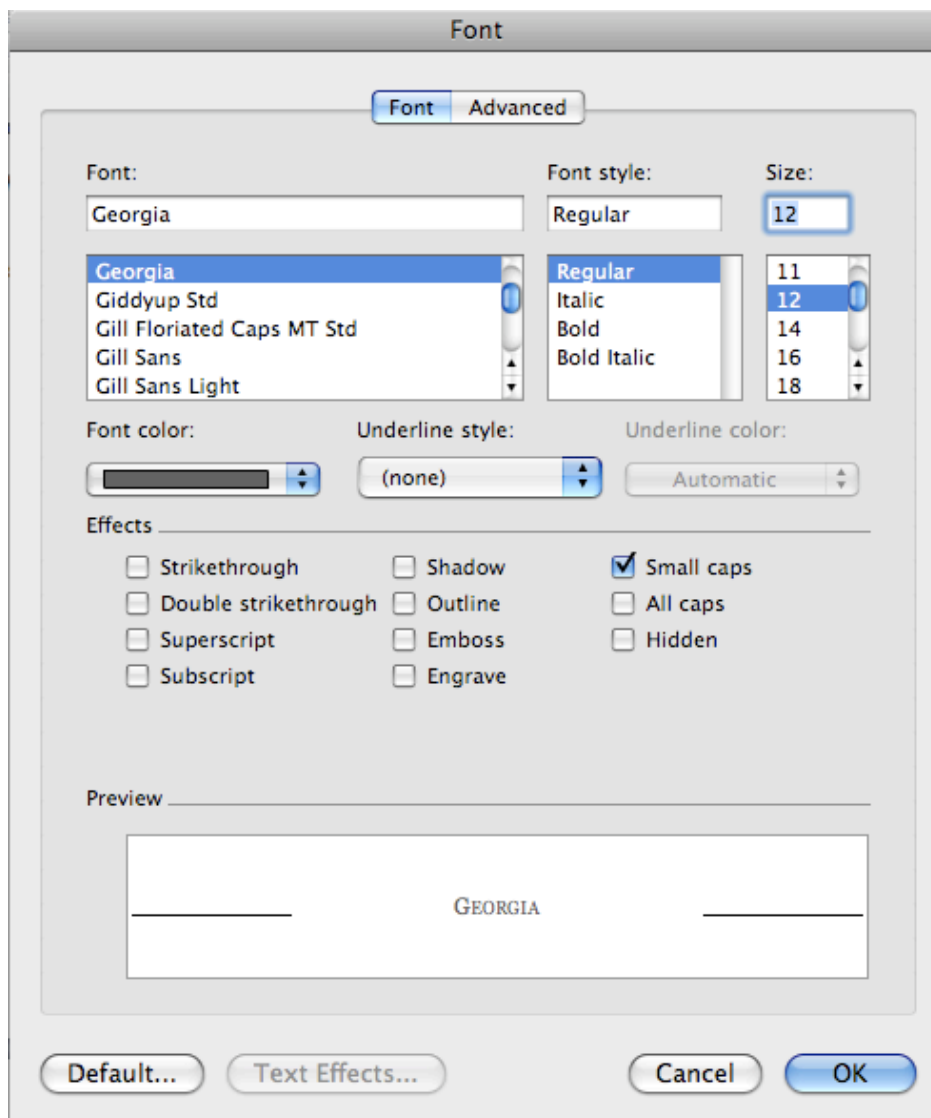 Font
Font Advanced
Font: Font style: Size:
Georgia Regular 12
Georgia Regular 11
Giddyup Std Italic 12
Gill Floriated Caps MT Std Bold 14
Gill Sans Bold Italic 16
Gill Sans Light 18
Font color: Underline style: Underline color:
(none) Automatic
Effects
Strikethrough Shadow Small caps
Double strikethrough Outline All caps
Superscript Emboss Hidden
Subscript Engrave
Preview
GEORGIA
Default... Text Effects... Cancel OK